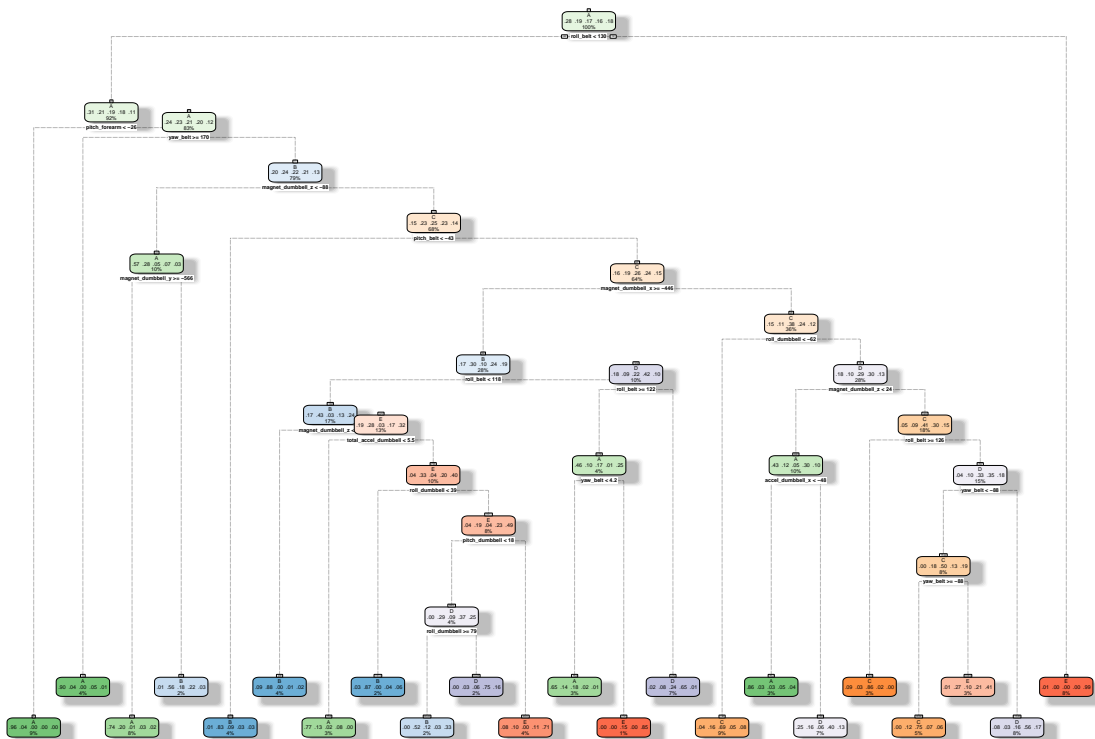 A
.28 .19 .17 .16 .18
100%
roll_belt < 130
A
.31 .21 .19 .18 .11
92%
pitch_forearm < −26
A
.24 .23 .21 .20 .12
83%
yaw_belt >= 170
B
.20 .24 .22 .21 .13
79%
magnet_dumbbell_z < −88
C
.15 .23 .25 .23 .14
68%
pitch_belt < −43
A
.57 .28 .05 .07 .03
10%
magnet_dumbbell_y >= −566
C
.16 .19 .26 .24 .15
64%
magnet_dumbbell_x >= −446
C
.15 .11 .38 .24 .12
36%
roll_dumbbell < −62
B
.17 .30 .10 .24 .19
28%
roll_belt < 118
D
.18 .09 .22 .42 .10
10%
roll_belt >= 122
D
.18 .10 .29 .30 .13
28%
magnet_dumbbell_z < 24
B
.17 .43 .03 .13 .24
17%
magnet_dumbbell_z <
E
.19 .28 .03 .17 .32
13%
total_accel_dumbbell < 5.5
C
.05 .09 .41 .30 .15
18%
roll_belt >= 126
E
.04 .33 .04 .20 .40
10%
roll_dumbbell < 39
A
.46 .10 .17 .01 .25
4%
yaw_belt < 4.2
A
.43 .12 .05 .30 .10
10%
accel_dumbbell_x < −48
D
.04 .10 .33 .35 .18
15%
yaw_belt < −88
E
.04 .19 .04 .23 .49
8%
pitch_dumbbell < 18
C
.00 .18 .50 .13 .19
8%
yaw_belt >= −88
D
.00 .29 .09 .37 .25
4%
roll_dumbbell >= 79
A
.90 .04 .00 .05 .01
4%
B
.01 .56 .18 .22 .03
2%
B
.09 .88 .00 .01 .02
4%
B
.03 .87 .00 .04 .06
2%
D
.00 .03 .06 .75 .16
2%
A
.65 .14 .18 .02 .01
3%
D
.02 .08 .24 .65 .01
7%
A
.86 .03 .03 .05 .04
3%
C
.09 .03 .86 .02 .00
3%
E
.01 .27 .10 .21 .41
3%
E
.01 .00 .00 .00 .99
8%
A
.96 .04 .00 .00 .00
9%
A
.74 .20 .01 .03 .02
8%
B
.01 .83 .09 .03 .03
4%
A
.77 .13 .02 .08 .00
3%
B
.00 .52 .12 .03 .33
2%
E
.08 .10 .00 .11 .71
4%
E
.00 .00 .15 .00 .85
1%
C
.04 .16 .69 .05 .08
9%
D
.25 .16 .06 .40 .13
7%
C
.00 .12 .75 .07 .06
5%
D
.08 .03 .16 .56 .17
8%